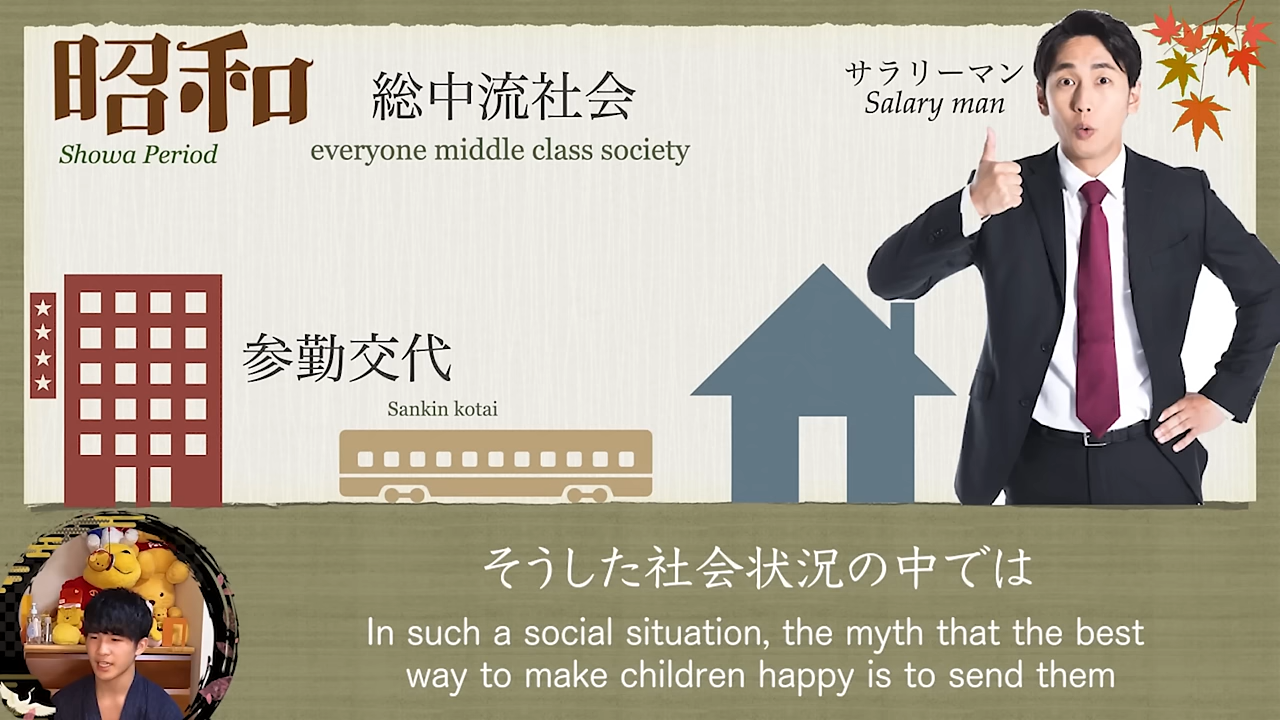 昭和
Showa Period
総中流社会
everyone middle class society
サラリーマン
Salary man
参勤交代
Sankin kotai
そうした社会状況の中では
In such a social situation, the myth that the best
way to make children happy is to send them